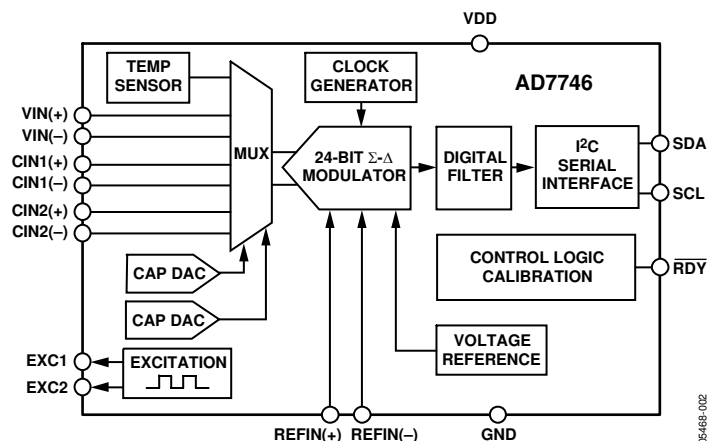 VDD
TEMP
SENSOR
CLOCK
GENERATOR
AD7746
VIN(+)
VIN(–)
CIN1(+)
CIN1(–)
CIN2(+)
CIN2(–)
MUX
24-BIT Σ-Δ
MODULATOR
DIGITAL
FILTER
I²C
SERIAL
INTERFACE
SDA
SCL
CAP DAC
CAP DAC
CONTROL LOGIC
CALIBRATION
RDY
EXC1
EXC2
EXCITATION
VOLTAGE
REFERENCE
REFIN(+)
REFIN(–)
GND
05468-002